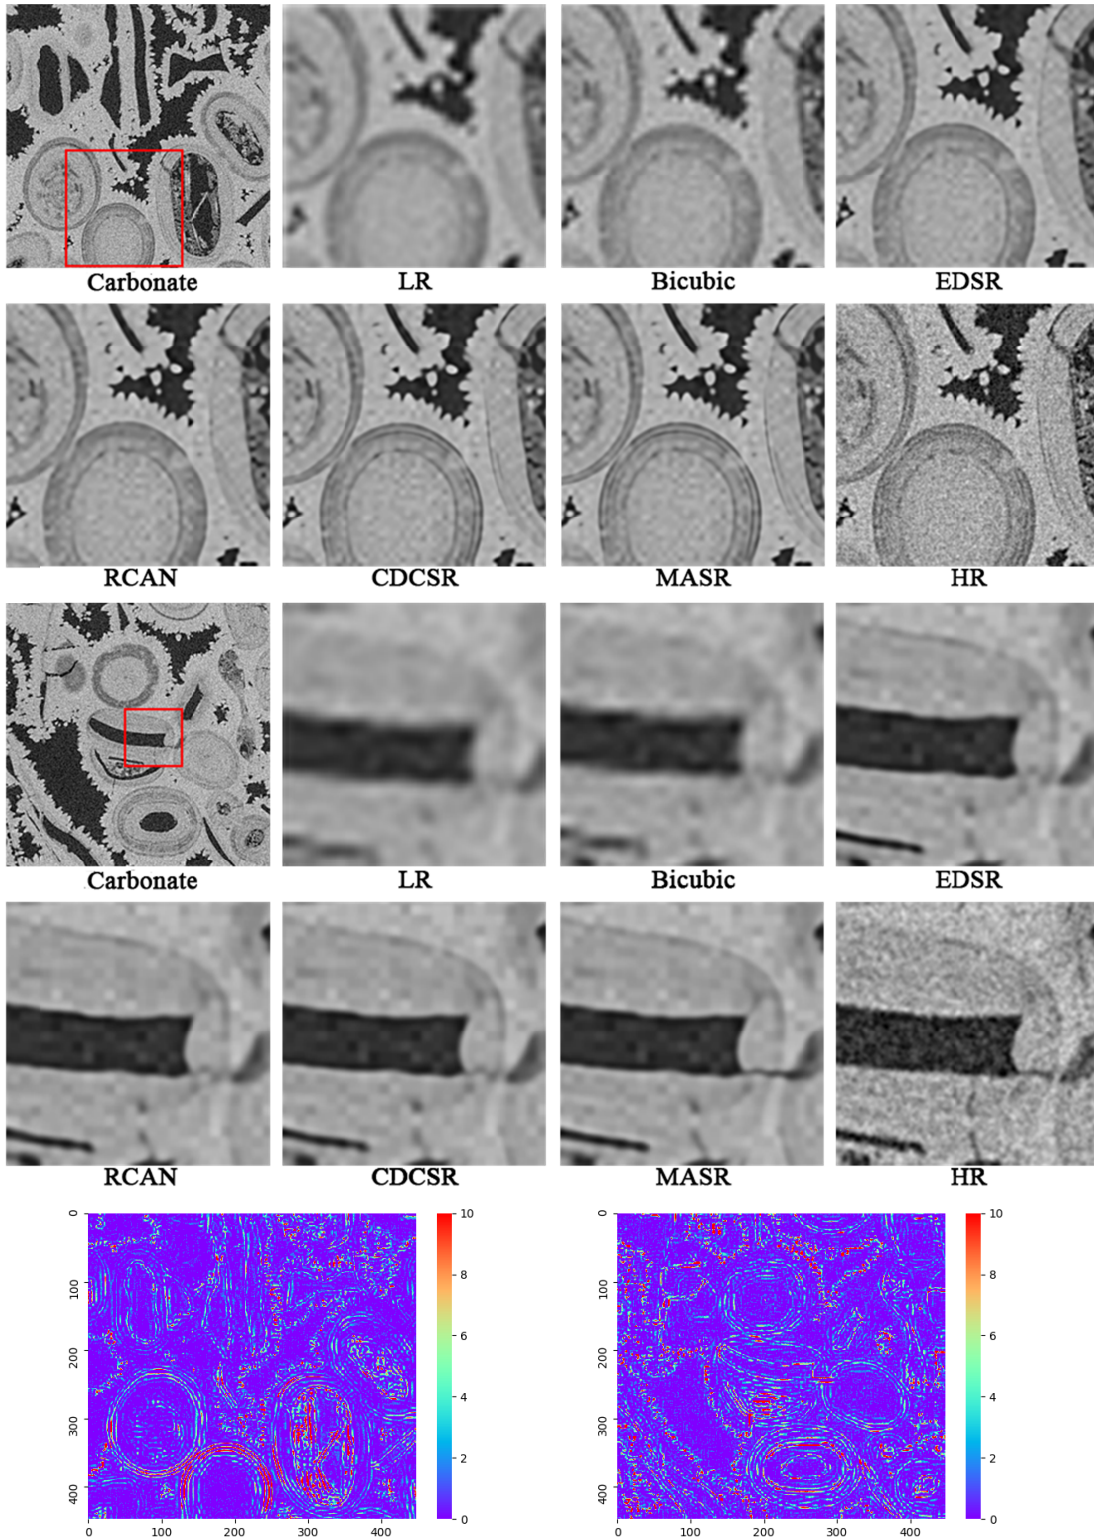 Carbonate LR Bicubic EDSR
RCAN CDCSR MASR HR
Carbonate LR Bicubic EDSR
RCAN CDCSR MASR HR
0 10 0 10
8 8
100 100
6 6
200 200
4 4
300 300
2 2
400 400
0 0
0 100 200 300 400 0 100 200 300 400